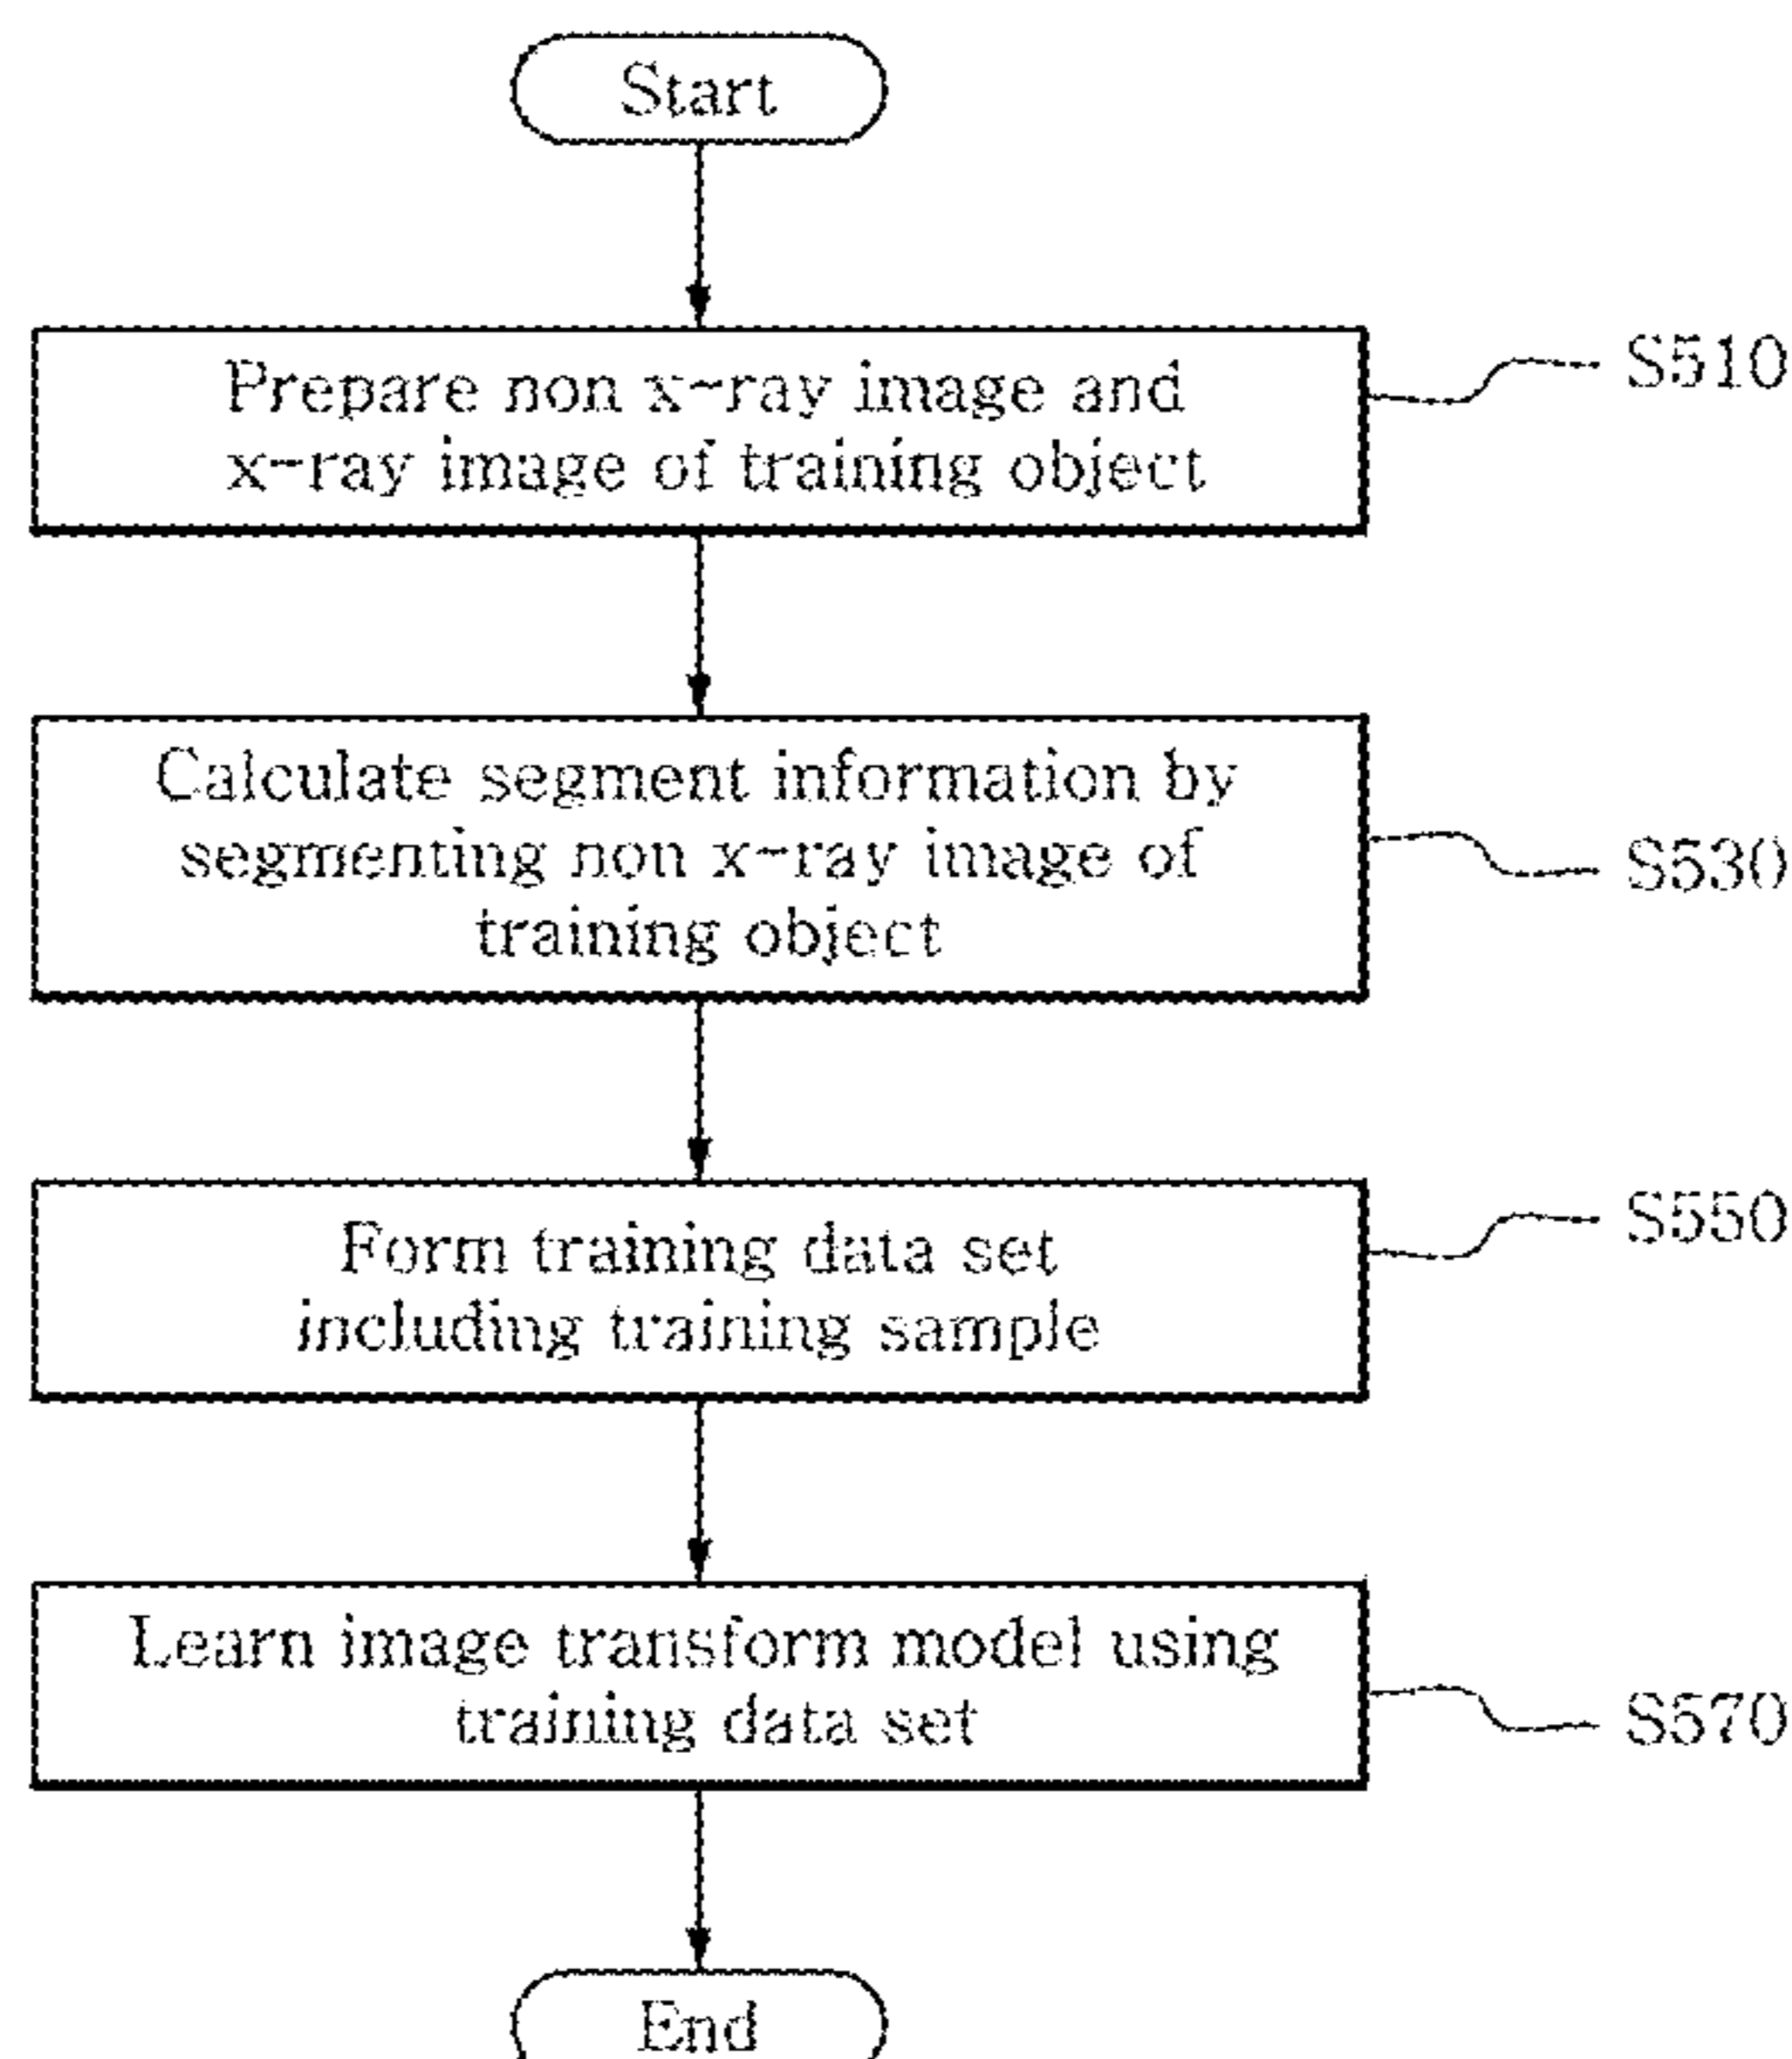 Start
Prepare non x-ray image and
x-ray image of training object
S510
Calculate segment information by
segmenting non x-ray image of
training object
S530
Form training data set
including training sample
S550
Learn image transform model using
training data set
S570
End